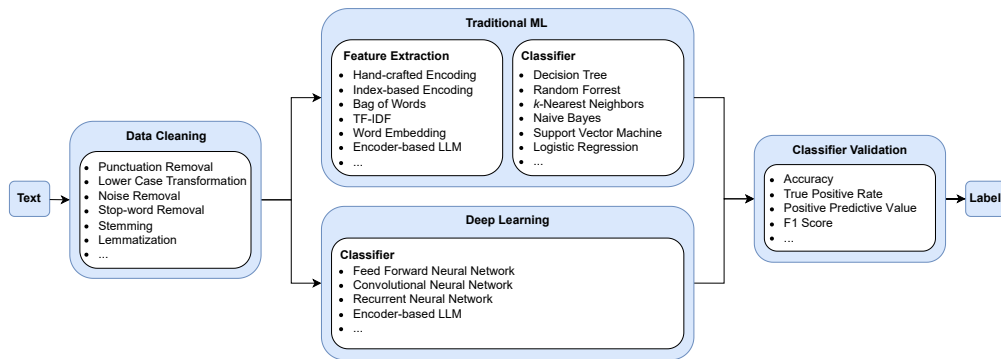 Text
Data Cleaning
• Punctuation Removal
• Lower Case Transformation
• Noise Removal
• Stop-word Removal
• Stemming
• Lemmatization
• ...
Traditional ML
Feature Extraction
• Hand-crafted Encoding
• Index-based Encoding
• Bag of Words
• TF-IDF
• Word Embedding
• Encoder-based LLM
• ...
Classifier
• Decision Tree
• Random Forrest
• k-Nearest Neighbors
• Naive Bayes
• Support Vector Machine
• Logistic Regression
• ...
Deep Learning
Classifier
• Feed Forward Neural Network
• Convolutional Neural Network
• Recurrent Neural Network
• Encoder-based LLM
• ...
Classifier Validation
• Accuracy
• True Positive Rate
• Positive Predictive Value
• F1 Score
• ...
Label